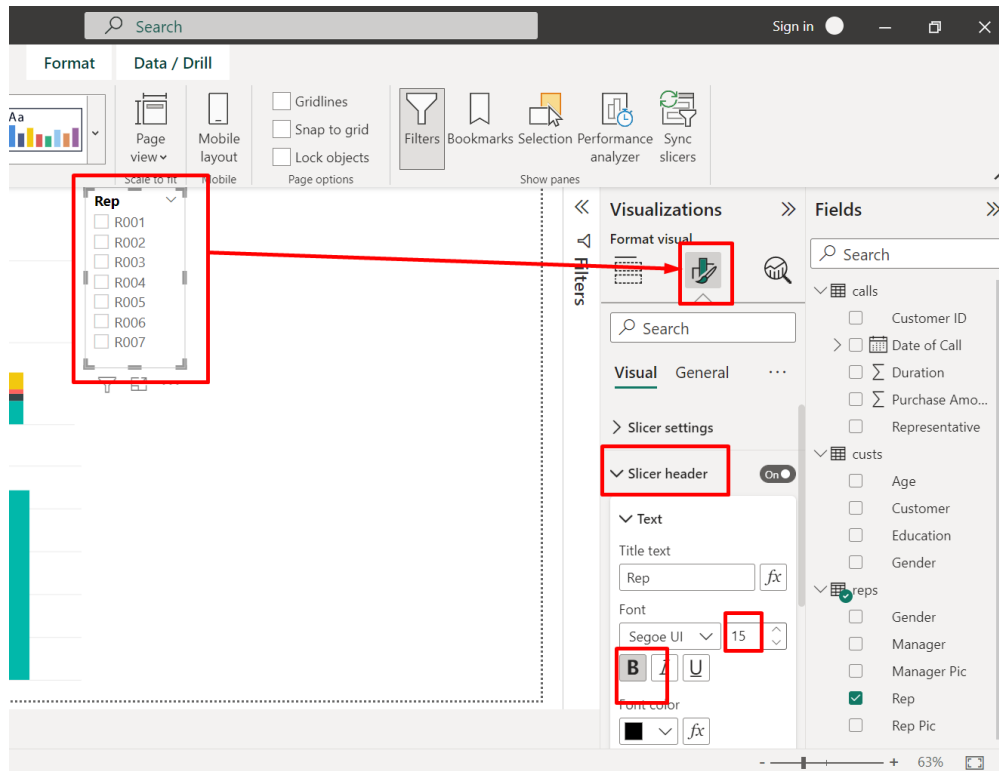 Search
Sign in
Format
Data / Drill
Aa
Page view
Mobile layout
Gridlines
Snap to grid
Lock objects
Filters
Bookmarks
Selection
Performance analyzer
Sync slicers
Scale to fit
Mobile
Page options
Show panes
Rep
R001
R002
R003
R004
R005
R006
R007
Filters
Visualizations
Format visual
Search
Visual
General
...
Slicer settings
Slicer header
On
Text
Title text
Rep
fx
Font
Segoe UI
15
B
I
U
Font color
fx
Fields
Search
calls
Customer ID
Date of Call
∑ Duration
∑ Purchase Amo...
Representative
custs
Age
Customer
Education
Gender
reps
Gender
Manager
Manager Pic
Rep
Rep Pic
- + 63%